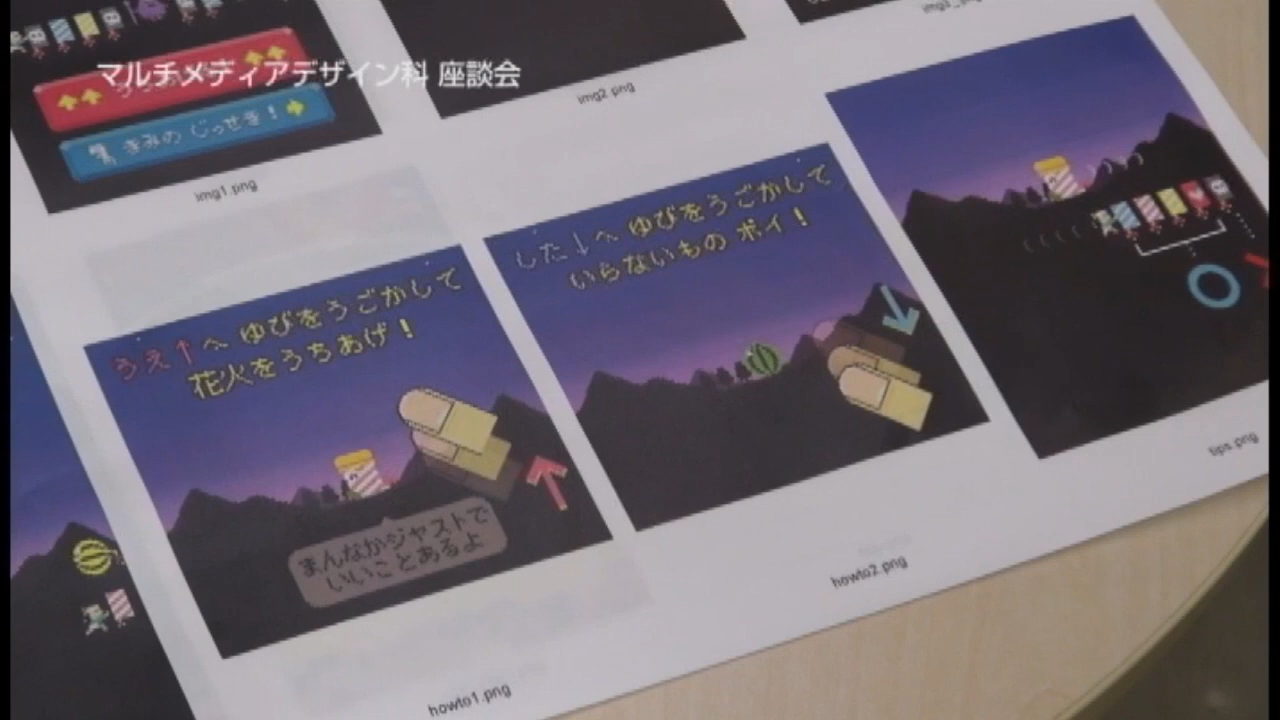 マルチメディアデザイン科 座談会
きみの じっせき！
img1.png
img2.png
うえ↑へ ゆびをうごかして
花火をうちあげ！
まんなかジャストで
いいことあるよ
howto1.png
した↓へ ゆびをうごかして
いらないもの ポイ！
howto2.png
tips.png